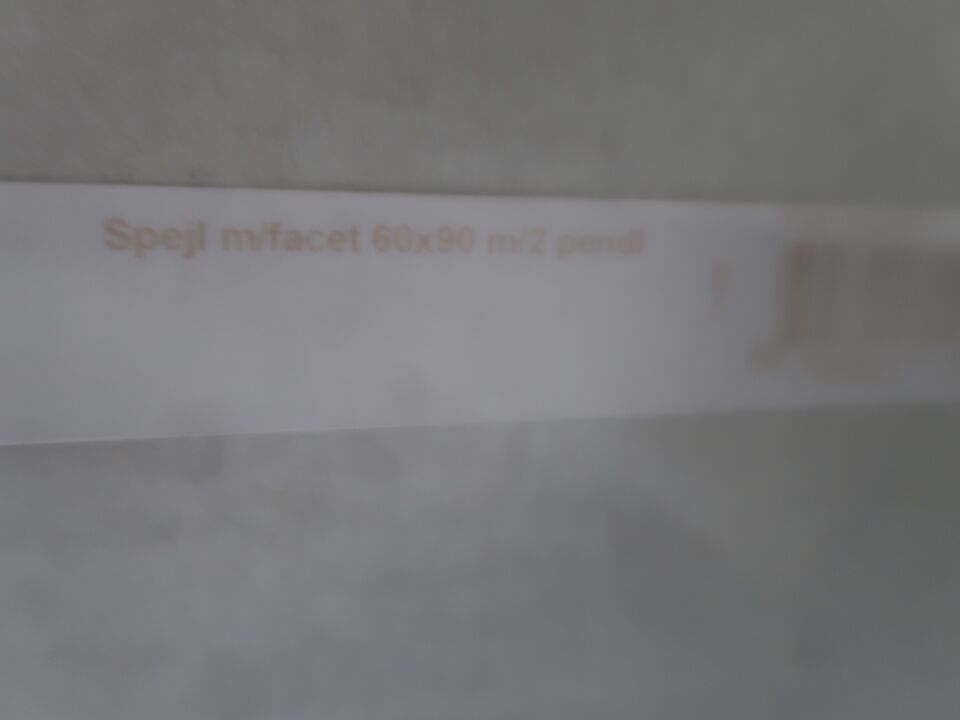 Spejl m/facet 60x90 m/2 pendl